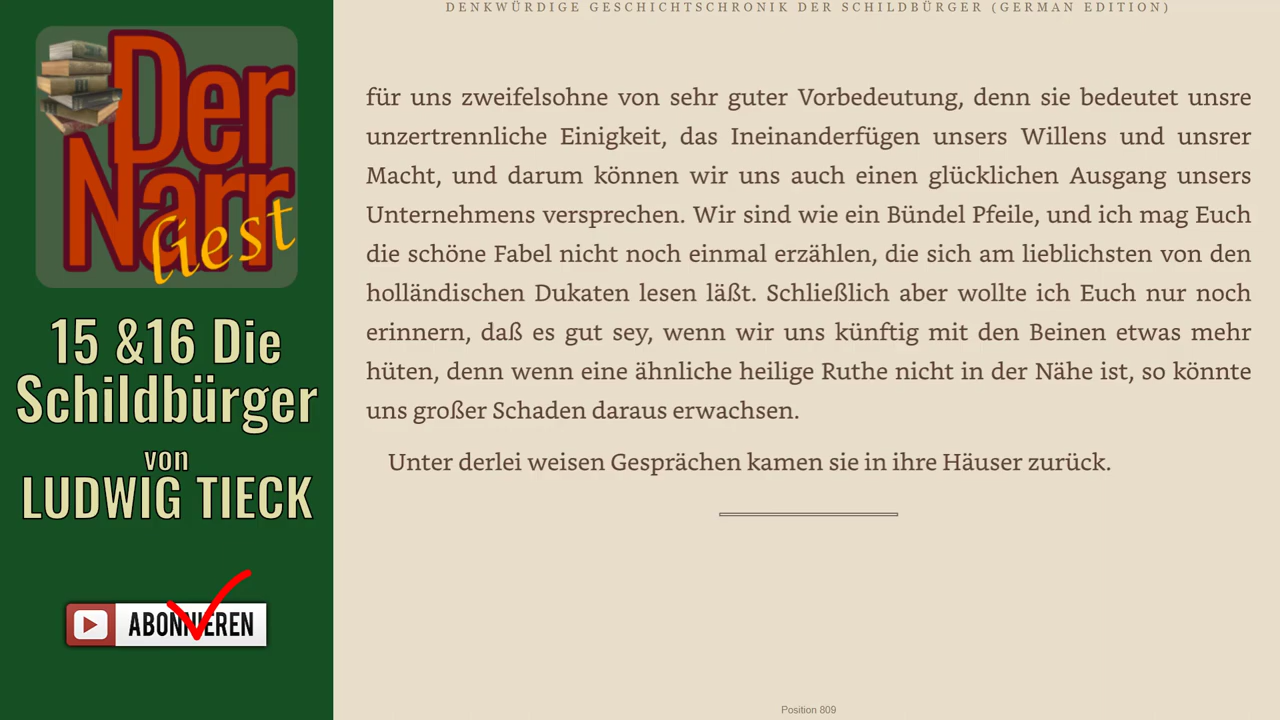 Der
Narr
liest
15 &16 Die
Schildbürger
von
LUDWIG TIECK
ABONNIEREN
DENKWÜRDIGE GESCHICHTSCHRONIK DER SCHILDBÜRGER (GERMAN EDITION)
für uns zweifelsohne von sehr guter Vorbedeutung, denn sie bedeutet unsre
unzertrennliche Einigkeit, das Ineinanderfügen unsers Willens und unsrer
Macht, und darum können wir uns auch einen glücklichen Ausgang unsers
Unternehmens versprechen. Wir sind wie ein Bündel Pfeile, und ich mag Euch
die schöne Fabel nicht noch einmal erzählen, die sich am lieblichsten von den
holländischen Dukaten lesen läßt. Schließlich aber wollte ich Euch nur noch
erinnern, daß es gut sey, wenn wir uns künftig mit den Beinen etwas mehr
hüten, denn wenn eine ähnliche heilige Ruthe nicht in der Nähe ist, so könnte
uns großer Schaden daraus erwachsen.
Unter derlei weisen Gesprächen kamen sie in ihre Häuser zurück.
Position 809